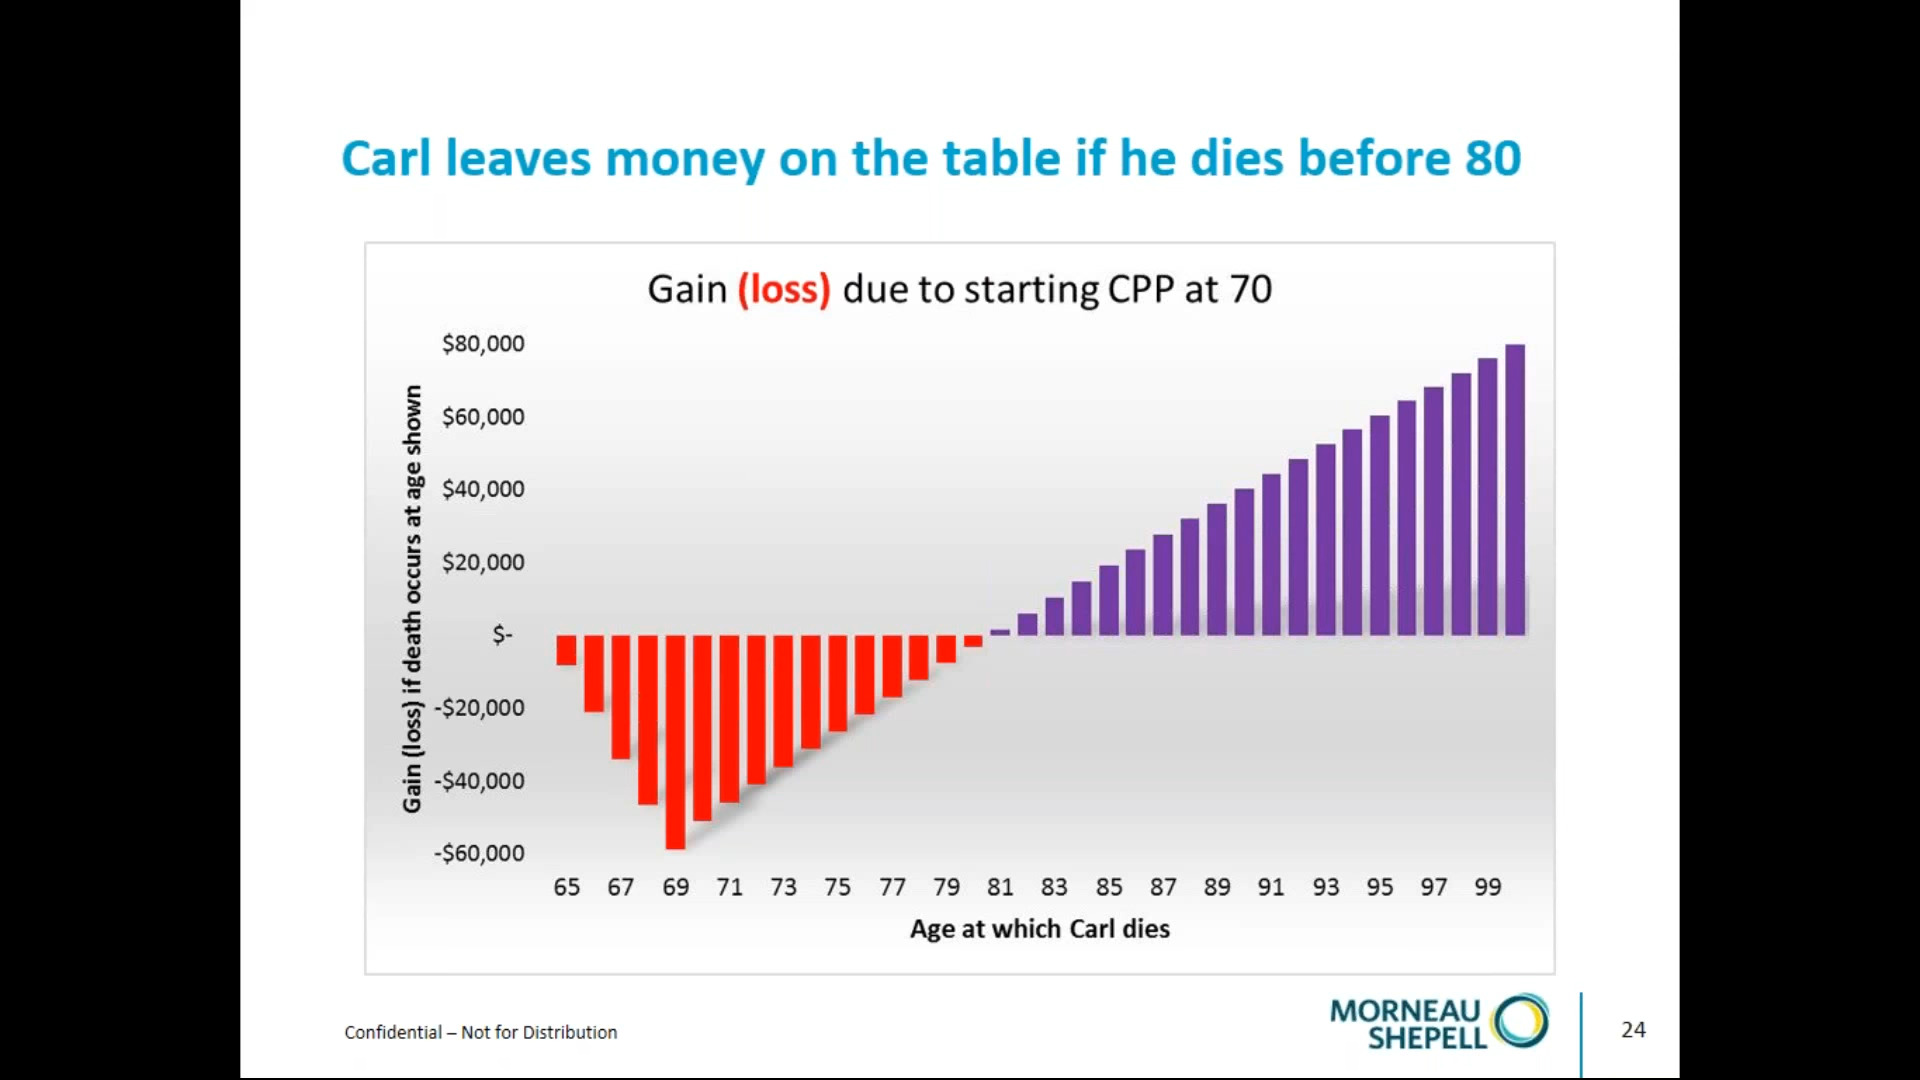 Carl leaves money on the table if he dies before 80
Gain (loss) due to starting CPP at 70
Gain (loss) if death occurs at age shown
$80,000
$60,000
$40,000
$20,000
$-
-$20,000
-$40,000
-$60,000
65 67 69 71 73 75 77 79 81 83 85 87 89 91 93 95 97 99
Age at which Carl dies
Confidential – Not for Distribution
MORNEAU
SHEPELL
24